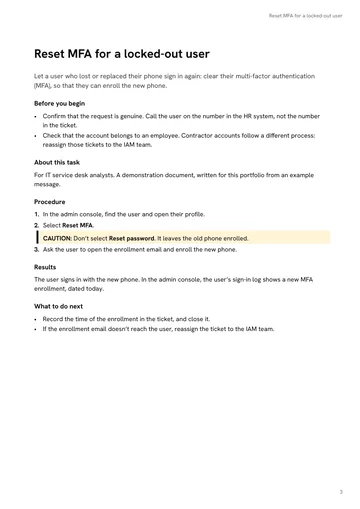 Reset MFA for a locked-out user
Reset MFA for a locked-out user
Let a user who lost or replaced their phone sign in again: clear their multi-factor authentication
(MFA), so that they can enroll the new phone.
Before you begin
• Confirm that the request is genuine. Call the user on the number in the HR system, not the number
in the ticket.
• Check that the account belongs to an employee. Contractor accounts follow a different process:
reassign those tickets to the IAM team.
About this task
For IT service desk analysts. A demonstration document, written for this portfolio from an example
message.
Procedure
1. In the admin console, find the user and open their profile.
2. Select Reset MFA.
CAUTION: Don't select Reset password. It leaves the old phone enrolled.
3. Ask the user to open the enrollment email and enroll the new phone.
Results
The user signs in with the new phone. In the admin console, the user's sign-in log shows a new MFA
enrollment, dated today.
What to do next
• Record the time of the enrollment in the ticket, and close it.
• If the enrollment email doesn't reach the user, reassign the ticket to the IAM team.
3